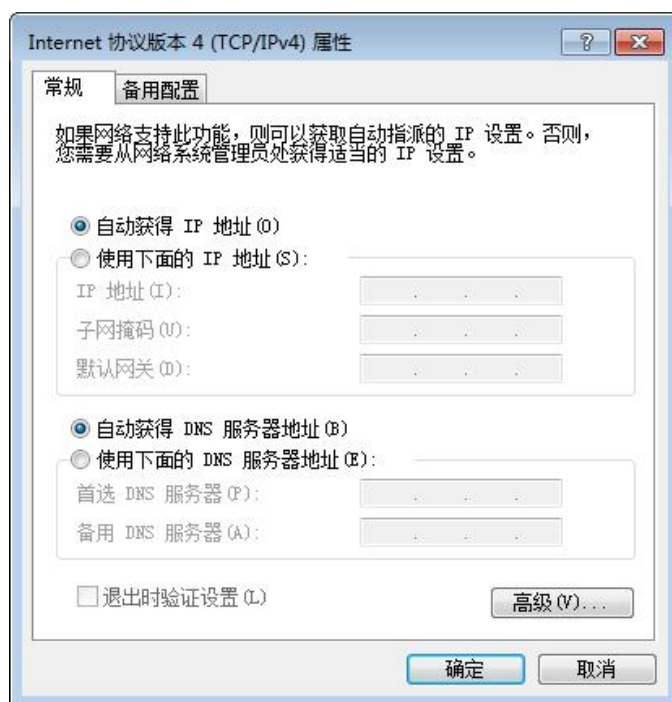 Internet 协议版本 4 (TCP/IPv4) 属性
常规
备用配置
如果网络支持此功能，则可以获取自动指派的 IP 设置。否则，
您需要从网络系统管理员处获得适当的 IP 设置。
自动获得 IP 地址(O)
使用下面的 IP 地址(S):
IP 地址(I):
子网掩码(U):
默认网关(D):
自动获得 DNS 服务器地址(B)
使用下面的 DNS 服务器地址(E):
首选 DNS 服务器(P):
备用 DNS 服务器(A):
退出时验证设置(L)
高级(V)...
确定
取消